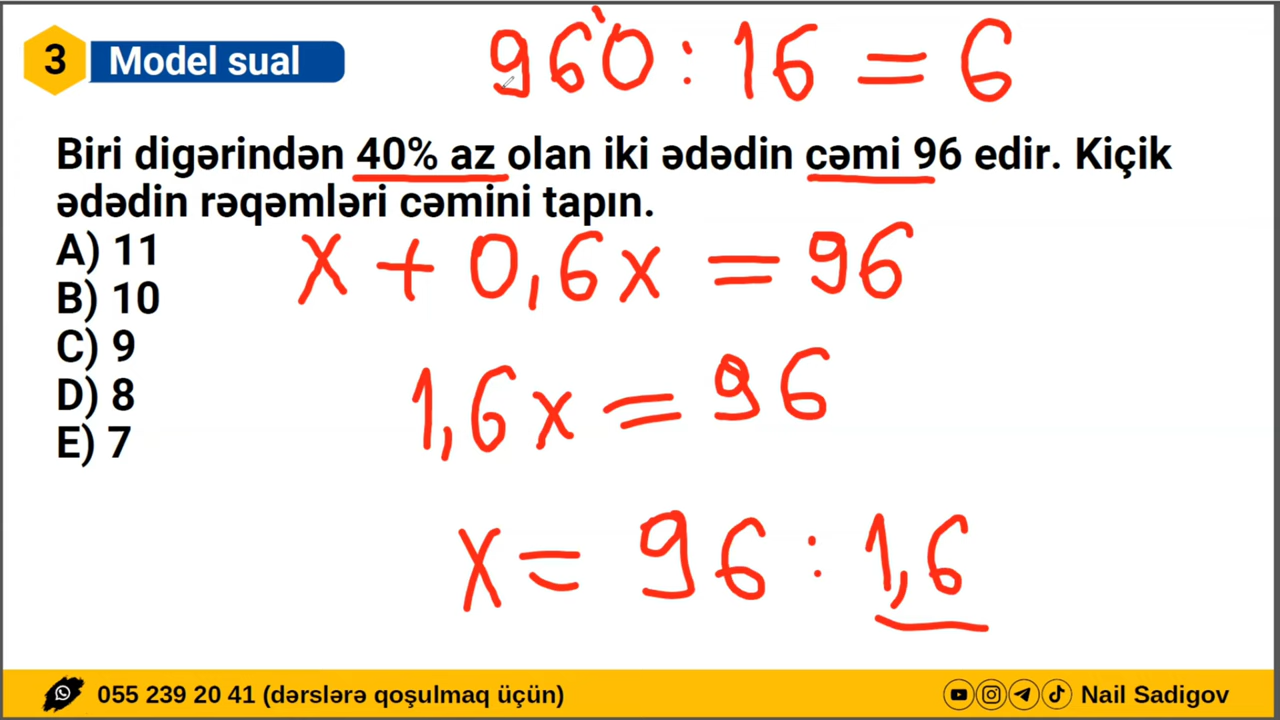 960 : 16 = 6
3 Model sual
Biri digərindən 40% az olan iki ədədin cəmi 96 edir. Kiçik
ədədin rəqəmləri cəmini tapın.
A) 11
x + 0,6x = 96
B) 10
C) 9
D) 8
1,6x = 96
E) 7
x = 96 : 1,6
055 239 20 41 (dərslərə qoşulmaq üçün) Nail Sadigov